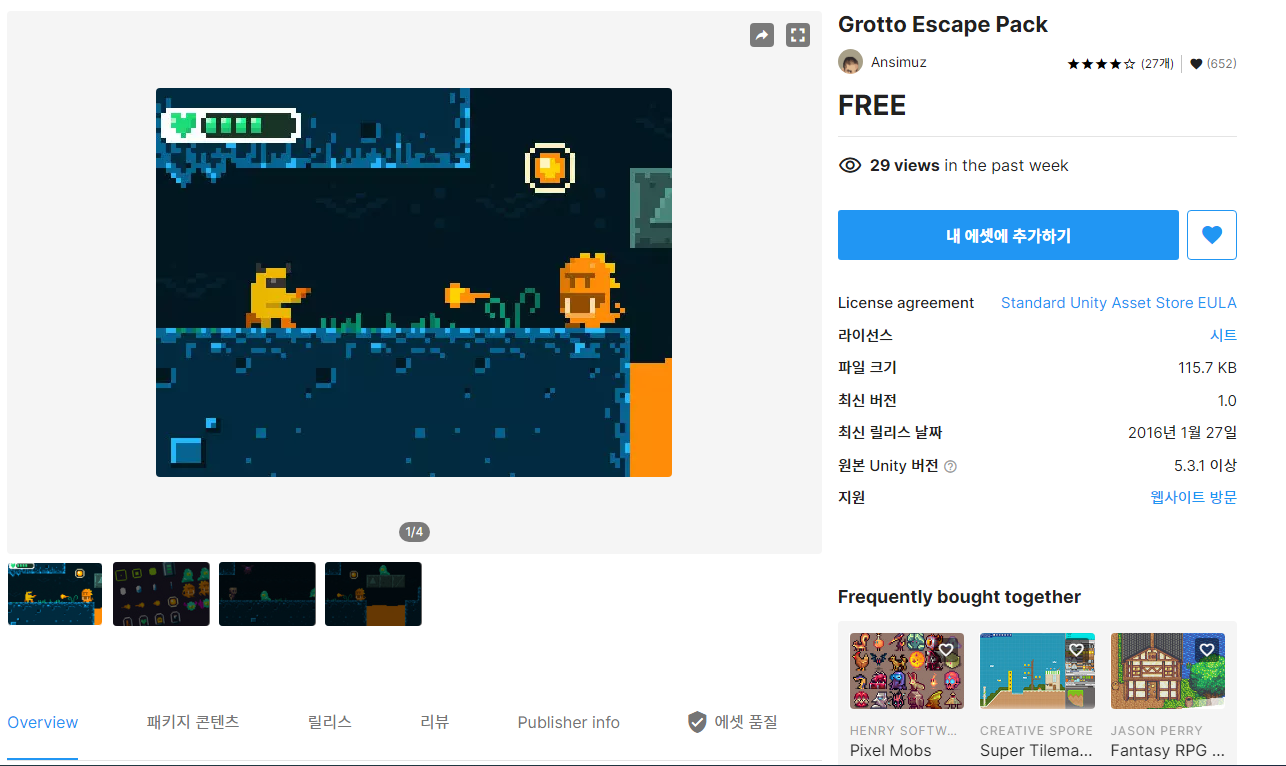 Grotto Escape Pack
Ansimuz
(27개)
(652)
FREE
29 views in the past week
내 에셋에 추가하기
License agreement
Standard Unity Asset Store EULA
라이선스
시트
파일 크기
115.7 KB
최신 버전
1.0
최신 릴리스 날짜
2016년 1월 27일
원본 Unity 버전 ?
5.3.1 이상
지원
웹사이트 방문
1/4
Frequently bought together
HENRY SOFTW...
Pixel Mobs
CREATIVE SPORE
Super Tilema...
JASON PERRY
Fantasy RPG ...
Overview
패키지 콘텐츠
릴리스
리뷰
Publisher info
에셋 품질